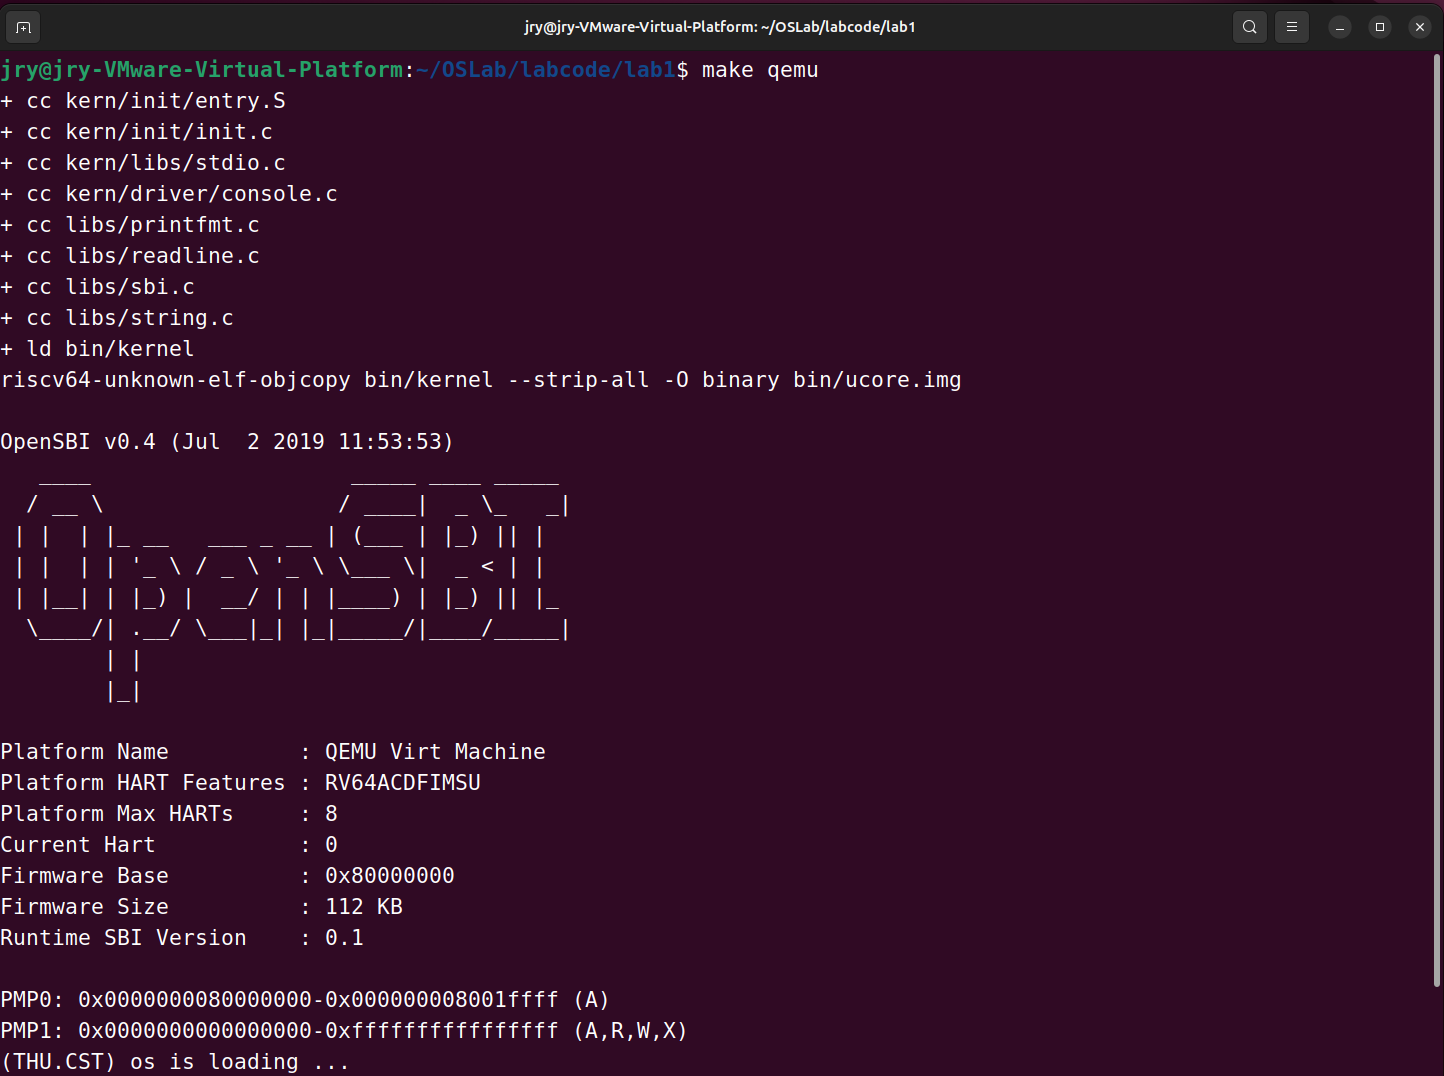 jry@jry-VMware-Virtual-Platform: ~/OSLab/labcode/lab1
jry@jry-VMware-Virtual-Platform:~/OSLab/labcode/lab1$ make qemu
+ cc kern/init/entry.S
+ cc kern/init/init.c
+ cc kern/libs/stdio.c
+ cc kern/driver/console.c
+ cc libs/printfmt.c
+ cc libs/readline.c
+ cc libs/sbi.c
+ cc libs/string.c
+ ld bin/kernel
riscv64-unknown-elf-objcopy bin/kernel --strip-all -O binary bin/ucore.img

OpenSBI v0.4 (Jul  2 2019 11:53:53)
   ____                    _____ ____ _____
  / __ \                  / ____|  _ \_   _|
 | |  | |_ __   ___ _ __ | (___ | |_) || |
 | |  | | '_ \ / _ \ '_ \ \___ \|  _ < | |
 | |__| | |_) |  __/ | | |____) | |_) || |_
  \____/| .__/ \___|_| |_|_____/|____/_____|
        | |
        |_|

Platform Name          : QEMU Virt Machine
Platform HART Features : RV64ACDFIMSU
Platform Max HARTs     : 8
Current Hart           : 0
Firmware Base          : 0x80000000
Firmware Size          : 112 KB
Runtime SBI Version    : 0.1

PMP0: 0x0000000080000000-0x000000008001ffff (A)
PMP1: 0x0000000000000000-0xffffffffffffffff (A,R,W,X)
(THU.CST) os is loading ...